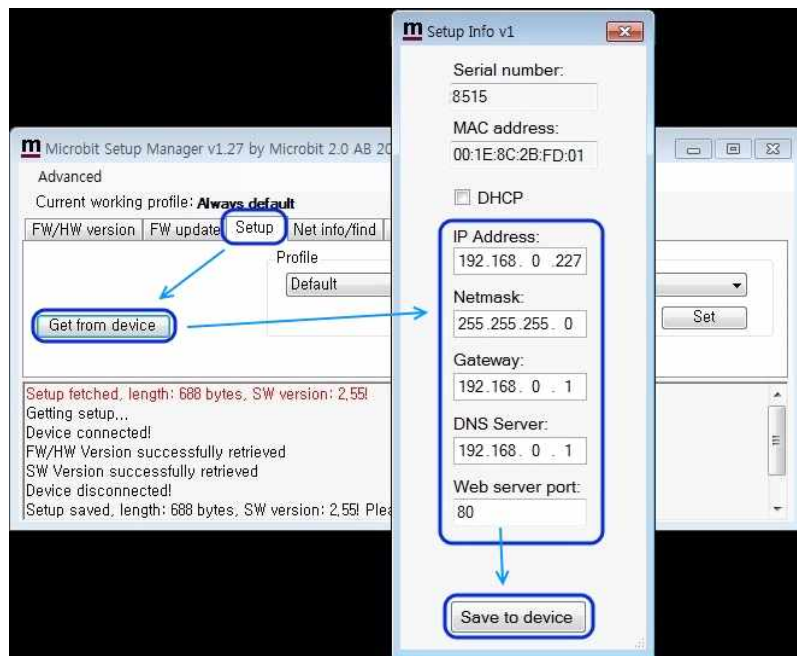 m Setup Info v1
Serial number:
8515
MAC address:
00:1E:8C:2B:FD:01
DHCP
IP Address:
192.168. 0 .227
Netmask:
255.255.255. 0
Gateway:
192.168. 0 . 1
DNS Server:
192.168. 0 . 1
Web server port:
80
Save to device
m Microbit Setup Manager v1.27 by Microbit 2.0 AB 20
Advanced
Current working profile: Always default
FW/HW version FW update Setup Net info/find
Profile
Default
Get from device
Set
Setup fetched, length: 688 bytes, SW version: 2,55!
Getting setup...
Device connected!
FW/HW Version successfully retrieved
SW Version successfully retrieved
Device disconnected!
Setup saved, length: 688 bytes, SW version: 2,55! Plea